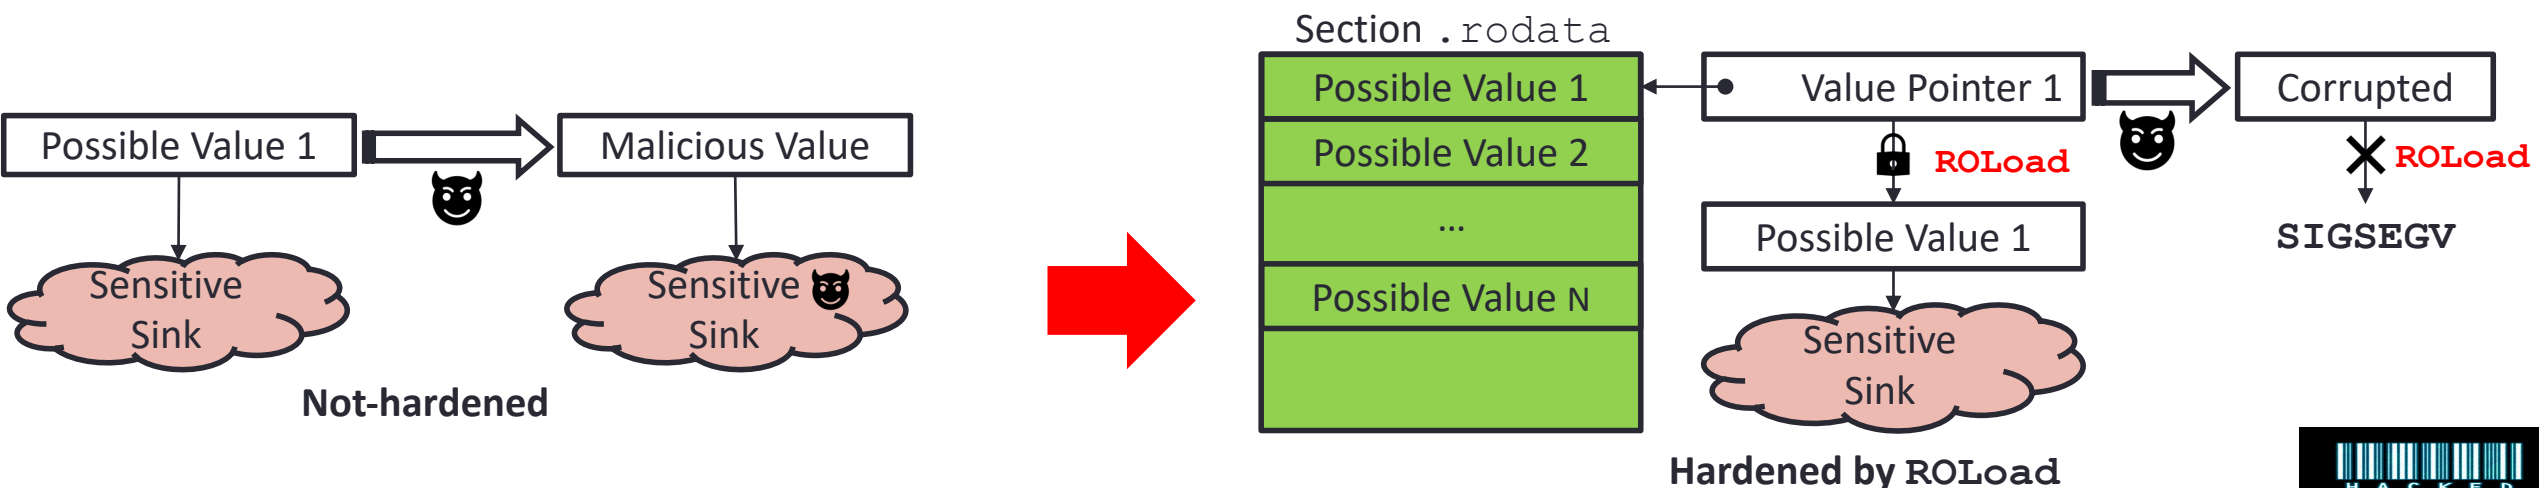 Possible Value 1
Malicious Value
Sensitive
Sink
Sensitive
Sink
Not-hardened
Section .rodata
Possible Value 1
Possible Value 2
...
Possible Value N
Value Pointer 1
ROLoad
Possible Value 1
Sensitive
Sink
Corrupted
ROLoad
SIGSEGV
Hardened by ROLoad
HACKED